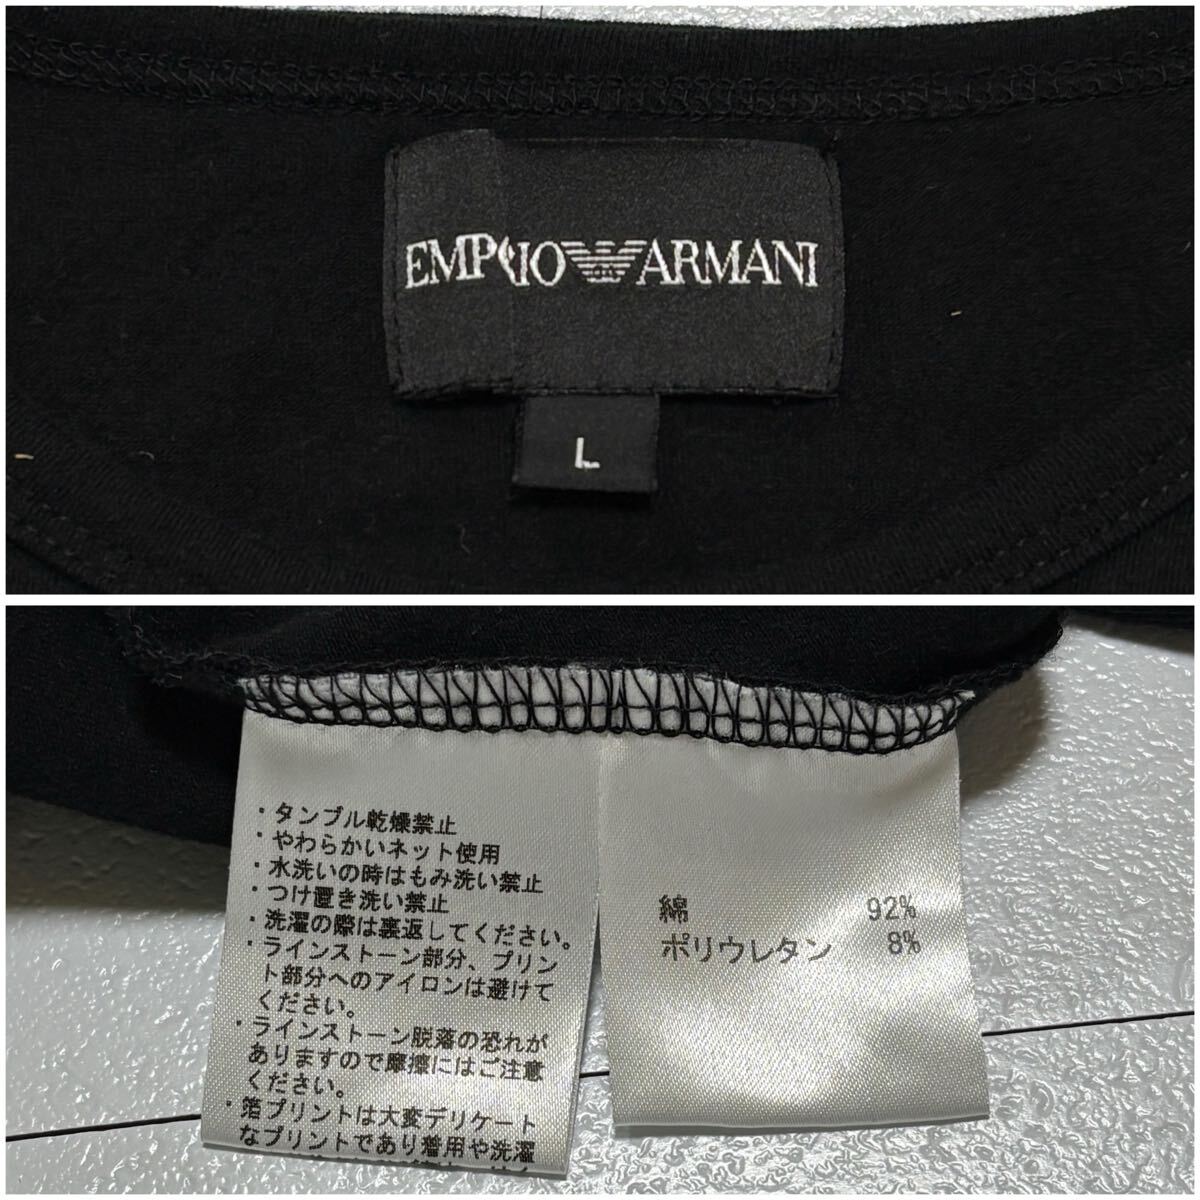 EMPORIO ARMANI
L
・タンブル乾燥禁止
・やわらかいネット使用
・水洗いの時はもみ洗い禁止
・つけ置き洗い禁止
・洗濯の際は裏返してください。
・ラインストーン部分、プリン
ト部分へのアイロンは避けて
ください。
・ラインストーン脱落の恐れが
ありますので摩擦にはご注意
ください。
・箔プリントは大変デリケート
なプリントであり着用や洗濯
綿 92%
ポリウレタン 8%